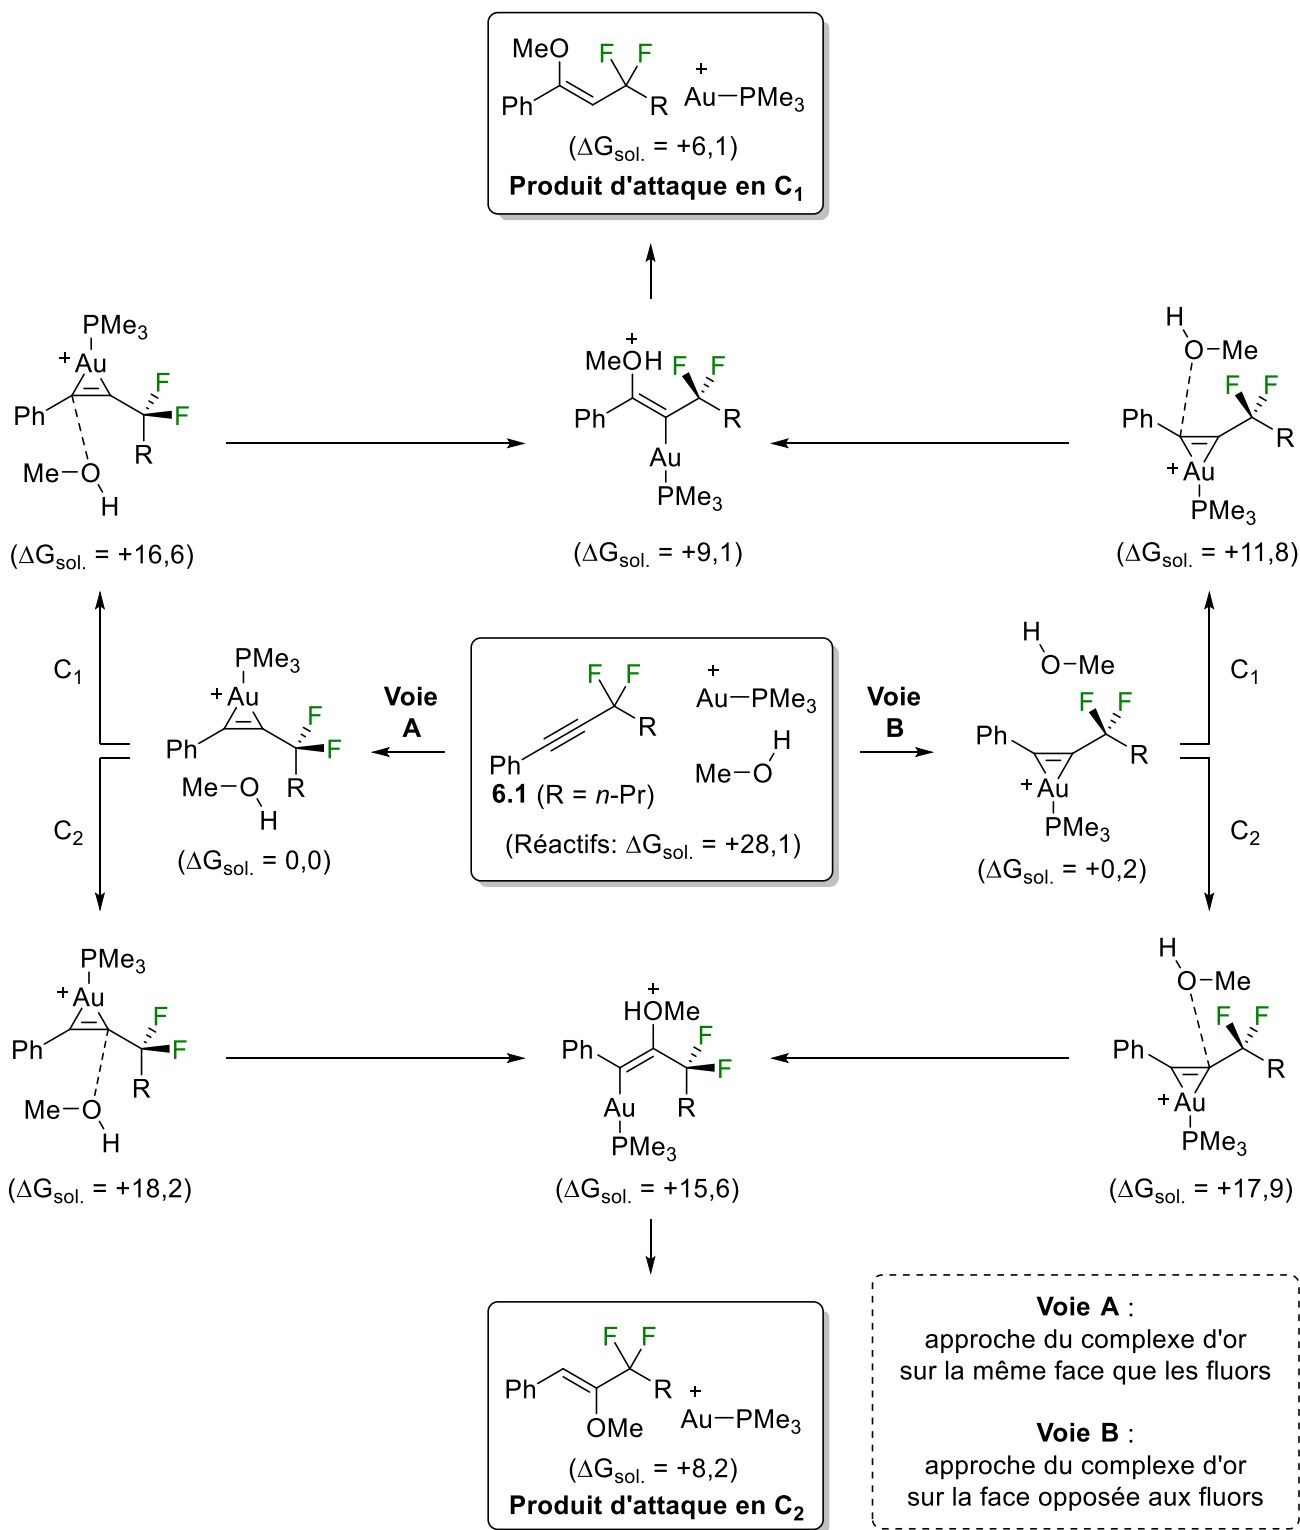 MeO
F F
+
Ph
R
Au—PMe3
(ΔGsol. = +6,1)
Produit d'attaque en C1
PMe3
+
Au
F
Ph
F
R
Me—O
H
(ΔGsol. = +16,6)
+
MeOH
F F
Ph
R
Au
PMe3
(ΔGsol. = +9,1)
H
O—Me
F F
Ph
R
+
Au
PMe3
(ΔGsol. = +11,8)
C1
C2
PMe3
+
Au
F
Ph
F
Me—O
R
H
(ΔGsol. = 0,0)
Voie
A
F F
+
Au—PMe3
R
H
Ph
Me—O
6.1 (R = n-Pr)
(Réactifs: ΔGsol. = +28,1)
Voie
B
H
O—Me
F F
Ph
R
+
Au
PMe3
(ΔGsol. = +0,2)
C1
C2
PMe3
+
Au
F
Ph
F
R
Me—O
H
(ΔGsol. = +18,2)
+
HOMe
F
Ph
F
Au
R
PMe3
(ΔGsol. = +15,6)
H
O—Me
F F
Ph
R
+
Au
PMe3
(ΔGsol. = +17,9)
F F
Ph
R
+
Au—PMe3
OMe
(ΔGsol. = +8,2)
Produit d'attaque en C2
Voie A :
approche du complexe d'or
sur la même face que les fluors
Voie B :
approche du complexe d'or
sur la face opposée aux fluors